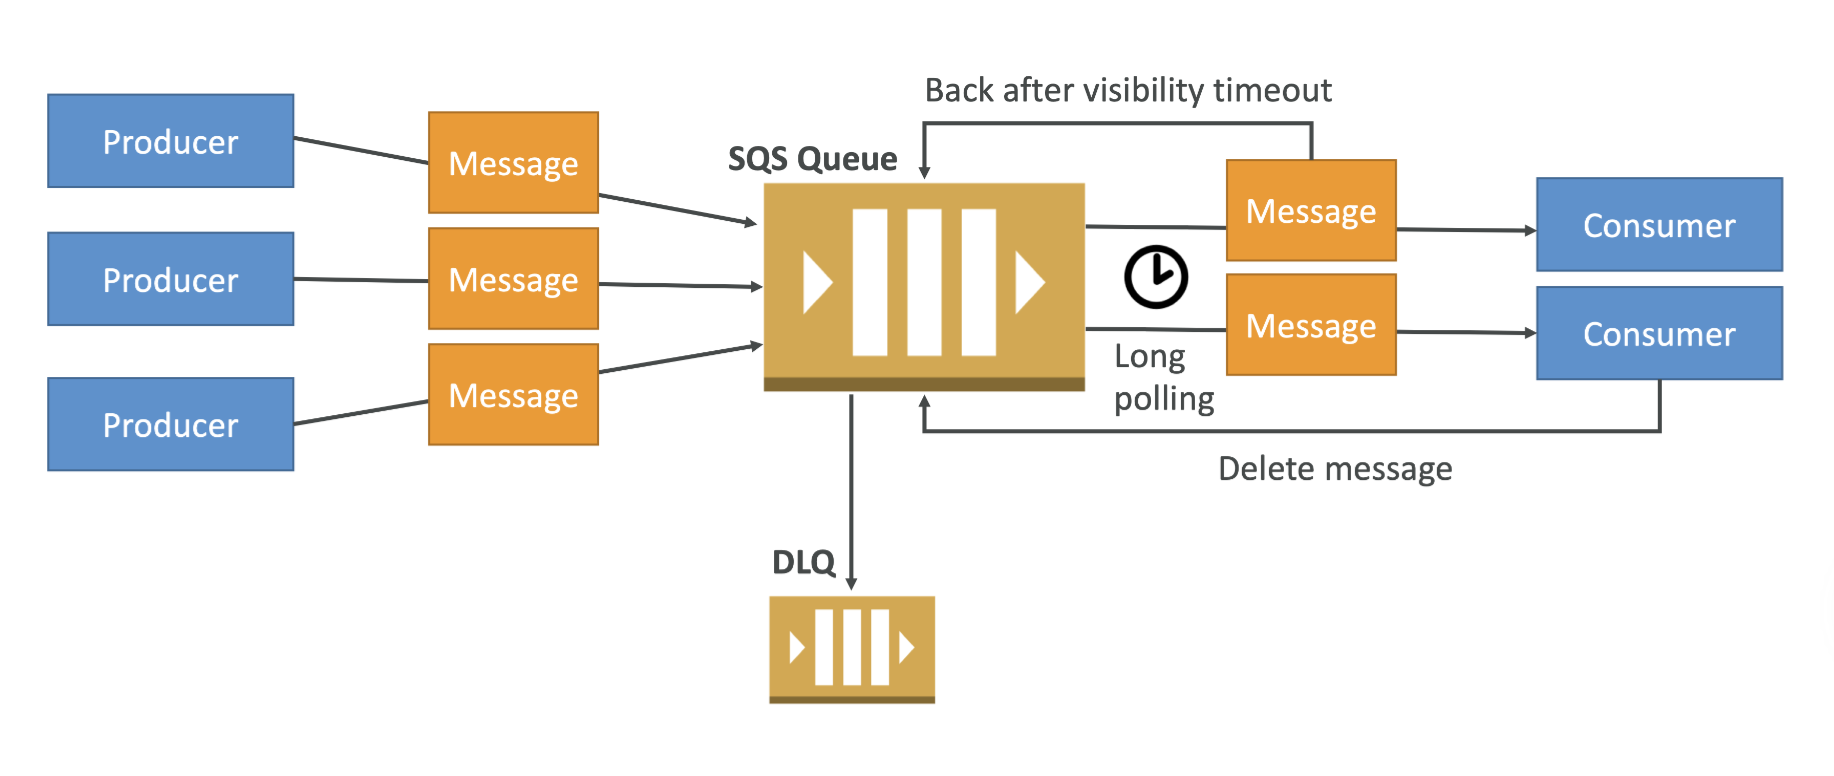 Back after visibility timeout
SQS Queue
Producer
Message
Message
Consumer
Producer
Message
Message
Consumer
Long
polling
Producer
Message
Delete message
DLQ